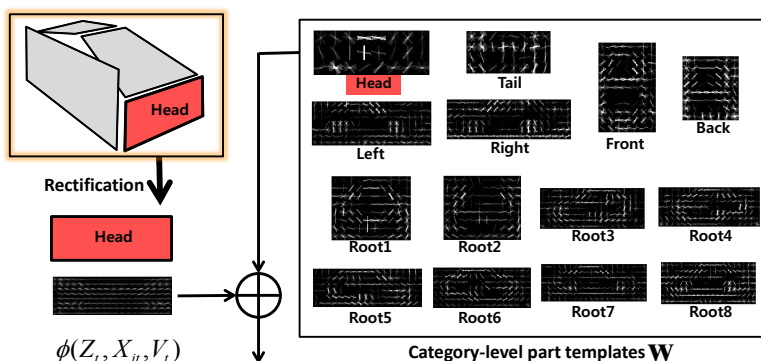 Head
Rectification
Head
ϕ(Z_t, X_it, V_t)
Head
Tail
Left
Right
Front
Back
Root1
Root2
Root3
Root4
Root5
Root6
Root7
Root8
Category-level part templates W